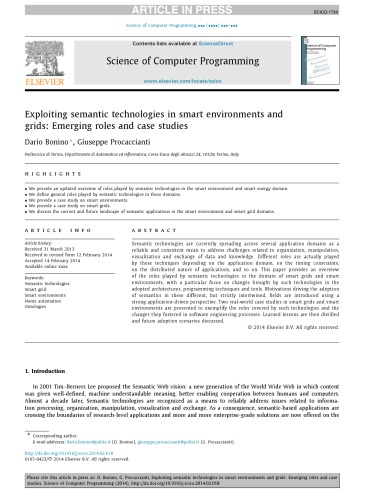 ARTICLE IN PRESS
SCICO:1729
Science of Computer Programming ••• (••••) •••–•••
Contents lists available at ScienceDirect
Science of Computer Programming
www.elsevier.com/locate/scico
ELSEVIER
Exploiting semantic technologies in smart environments and
grids: Emerging roles and case studies
Dario Bonino *, Giuseppe Procaccianti
Politecnico di Torino, Dipartimento di Automatica ed Informatica, Corso Duca degli Abruzzi 24, 10129, Torino, Italy
HIGHLIGHTS
• We provide an updated overview of roles played by semantic technologies in the smart environment and smart energy domain.
• We define general roles played by semantic technologies in these domains.
• We provide a case study on smart environments.
• We provide a case study on smart grids.
• We discuss the current and future landscape of semantic applications in the smart environment and smart grid domains.
ARTICLE INFO
Article history:
Received 31 March 2013
Received in revised form 12 February 2014
Accepted 14 February 2014
Available online xxxx
Keywords:
Semantic technologies
Smart grid
Smart environments
Home automation
Ontologies
ABSTRACT
Semantic technologies are currently spreading across several application domains as a
reliable and consistent mean to address challenges related to organization, manipulation,
visualization and exchange of data and knowledge. Different roles are actually played
by these techniques depending on the application domain, on the timing constraints,
on the distributed nature of applications, and so on. This paper provides an overview
of the roles played by semantic technologies in the domain of smart grids and smart
environments, with a particular focus on changes brought by such technologies in the
adopted architectures, programming techniques and tools. Motivations driving the adoption
of semantics in these different, but strictly intertwined, fields are introduced using a
strong application-driven perspective. Two real-world case studies in smart grids and smart
environments are presented to exemplify the roles covered by such technologies and the
changes they fostered in software engineering processes. Learned lessons are then distilled
and future adoption scenarios discussed.
© 2014 Elsevier B.V. All rights reserved.
1. Introduction
In 2001 Tim-Berners Lee proposed the Semantic Web vision: a new generation of the World Wide Web in which content
was given well-defined, machine understandable meaning, better enabling cooperation between humans and computers.
Almost a decade later, Semantic technologies are recognized as a means to reliably address issues related to informa-
tion processing, organization, manipulation, visualization and exchange. As a consequence, semantic-based applications are
crossing the boundaries of research-level applications and more and more enterprise-grade solutions are now offered on the
* Corresponding author.
E-mail addresses: dario.bonino@polito.it (D. Bonino), giuseppe.procaccianti@polito.it (G. Procaccianti).
http://dx.doi.org/10.1016/j.scico.2014.02.018
0167-6423/© 2014 Elsevier B.V. All rights reserved.
Please cite this article in press as: D. Bonino, G. Procaccianti, Exploiting semantic technologies in smart environments and grids: Emerging roles and case
studies, Science of Computer Programming (2014), http://dx.doi.org/10.1016/j.scico.2014.02.018